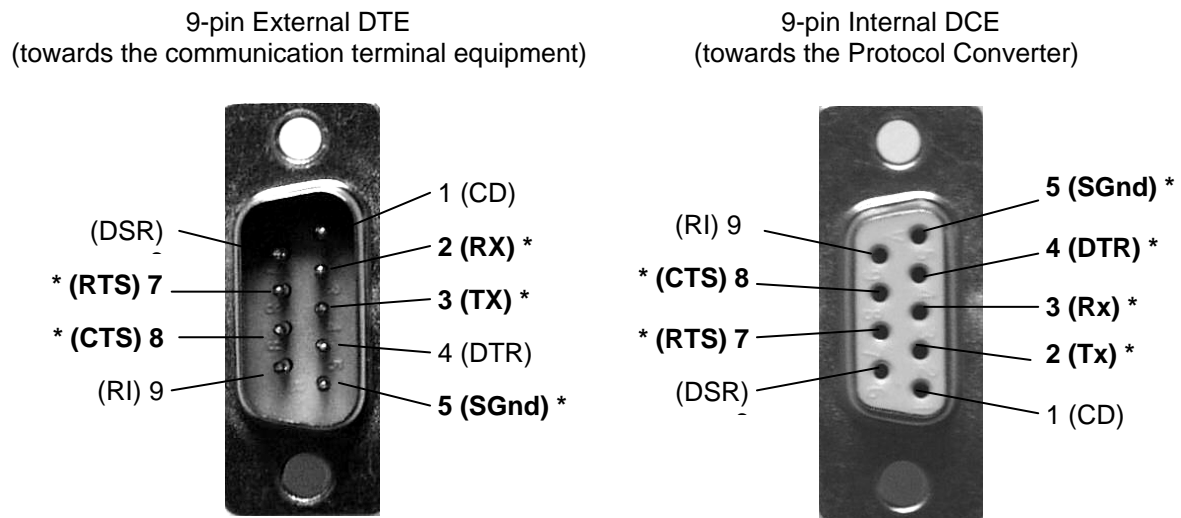 9-pin External DTE
(towards the communication terminal equipment)
1 (CD)
(DSR)
2 (RX) *
* (RTS) 7
3 (TX) *
* (CTS) 8
4 (DTR)
(RI) 9
5 (SGnd) *
9-pin Internal DCE
(towards the Protocol Converter)
5 (SGnd) *
(RI) 9
4 (DTR) *
* (CTS) 8
3 (Rx) *
* (RTS) 7
2 (Tx) *
(DSR)
1 (CD)